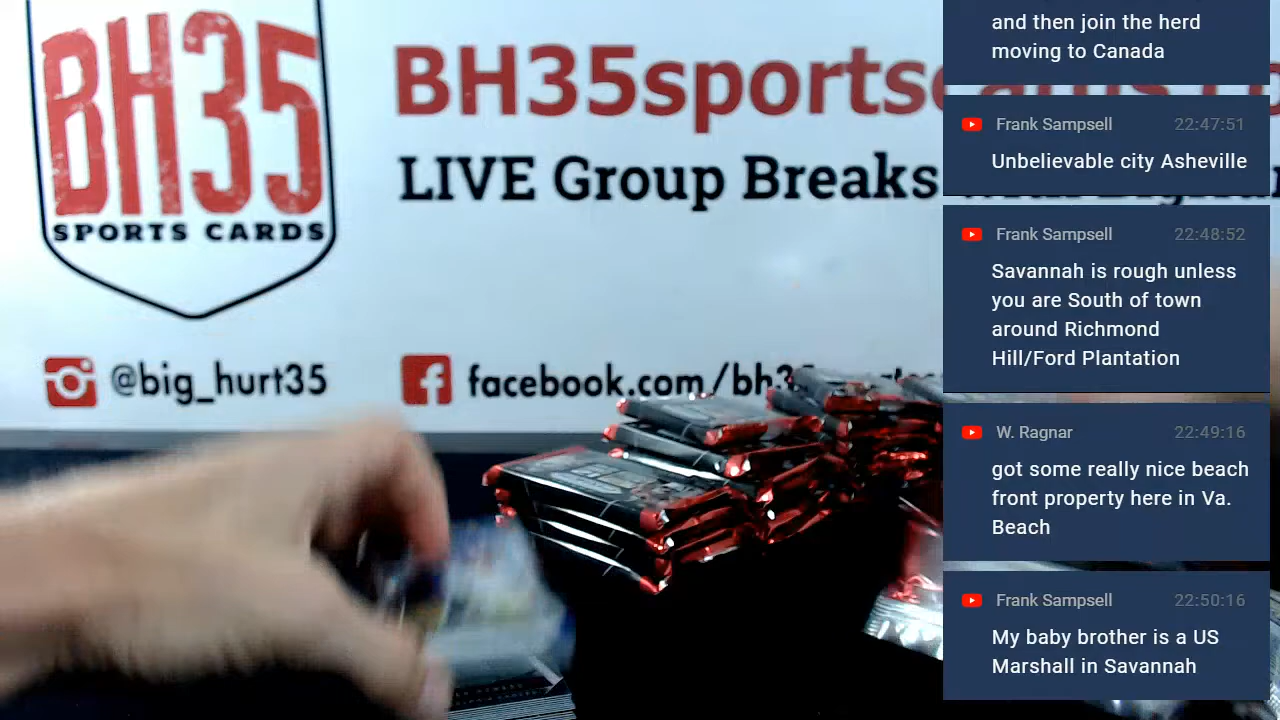 BH35
SPORTS CARDS
BH35sports
LIVE Group Breaks
@big_hurt35
facebook.com/bh35
and then join the herd
moving to Canada
Frank Sampsell 22:47:51
Unbelievable city Asheville
Frank Sampsell 22:48:52
Savannah is rough unless
you are South of town
around Richmond
Hill/Ford Plantation
W. Ragnar 22:49:16
got some really nice beach
front property here in Va.
Beach
Frank Sampsell 22:50:16
My baby brother is a US
Marshall in Savannah